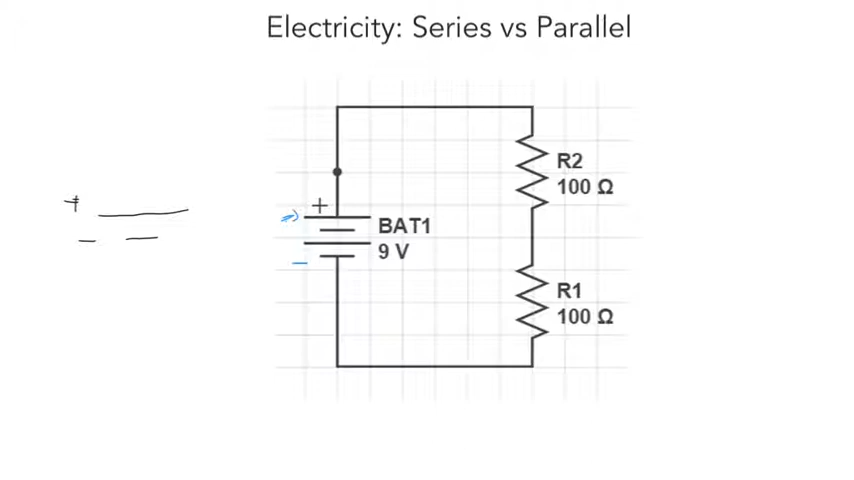 Electricity: Series vs Parallel
R2
100 Ω
+
+
BAT1
9 V
−
−
R1
100 Ω